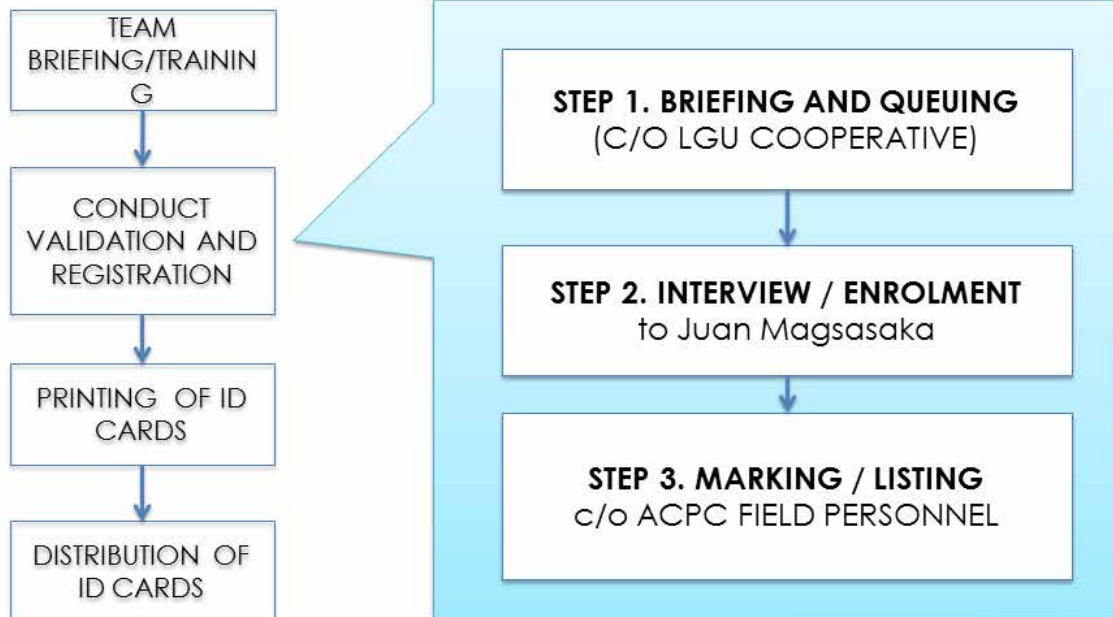 TEAM
BRIEFING/TRAININ
G
CONDUCT
VALIDATION AND
REGISTRATION
PRINTING OF ID
CARDS
DISTRIBUTION OF
ID CARDS
STEP 1. BRIEFING AND QUEUING
(C/O LGU COOPERATIVE)
STEP 2. INTERVIEW / ENROLMENT
to Juan Magsasaka
STEP 3. MARKING / LISTING
c/o ACPC FIELD PERSONNEL